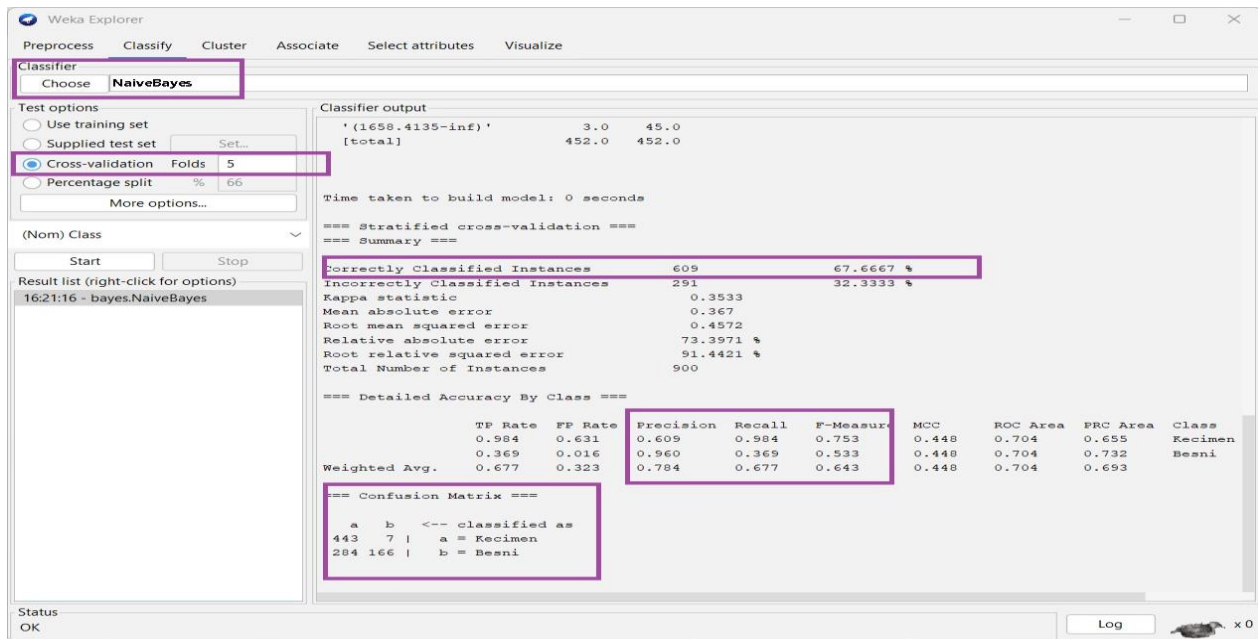 Weka Explorer
Preprocess Classify Cluster Associate Select attributes Visualize
Classifier
Choose NaiveBayes
Test options
Use training set
Supplied test set Set...
Cross-validation Folds 5
Percentage split % 66
More options...
(Nom) Class
Start Stop
Result list (right-click for options)
16:21:16 - bayes.NaiveBayes
Classifier output
'(1658.4135-inf)' 3.0 45.0
[total] 452.0 452.0
Time taken to build model: 0 seconds
=== Stratified cross-validation ===
=== Summary ===
Correctly Classified Instances 609 67.6667 %
Incorrectly Classified Instances 291 32.3333 %
Kappa statistic 0.3533
Mean absolute error 0.367
Root mean squared error 0.4572
Relative absolute error 73.3971 %
Root relative squared error 91.4421 %
Total Number of Instances 900
=== Detailed Accuracy By Class ===
TP Rate FP Rate Precision Recall F-Measure MCC ROC Area PRC Area Class
0.984 0.631 0.609 0.984 0.753 0.448 0.704 0.655 Kecimen
0.369 0.016 0.960 0.369 0.533 0.448 0.704 0.732 Besni
Weighted Avg. 0.677 0.323 0.784 0.677 0.643 0.448 0.704 0.693
=== Confusion Matrix ===
a b <-- classified as
443 7 | a = Kecimen
284 166 | b = Besni
Status
OK
Log
x 0